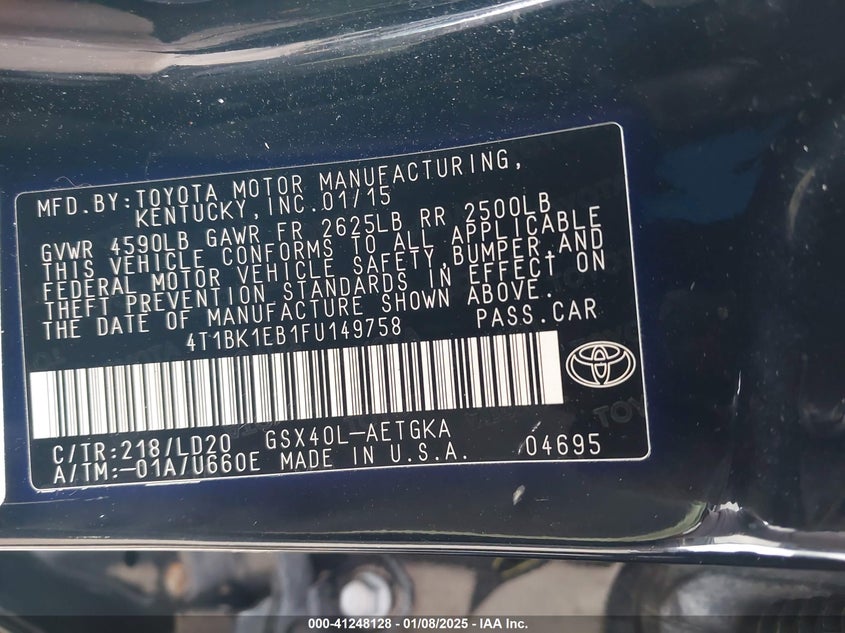 MFD.BY:TOYOTA MOTOR MANUFACTURING,
KENTUCKY,INC.01/15
GVWR 4590LB GAWR FR 2625LB RR 2500LB
THIS VEHICLE CONFORMS TO ALL APPLICABLE
FEDERAL MOTOR VEHICLE SAFETY,BUMPER,AND
THEFT PREVENTION STANDARDS IN EFFECT ON
THE DATE OF MANUFACTURE SHOWN ABOVE.
4T1BK1EB1FU149758 PASS.CAR
C/TR:218/LD20 GSX40L-AETGKA
A/TM:-01A/U660E MADE IN U.S.A. 04695
000-41248128 - 01/08/2025 - IAA Inc.